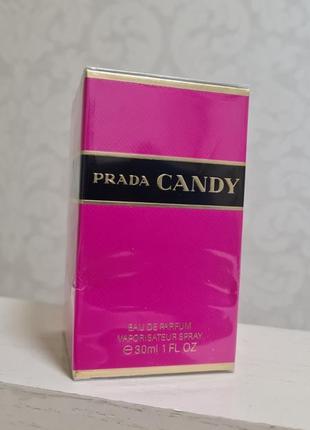 PRADA CANDY
EAU DE PARFUM
VAPORISATEUR SPRAY
℮ 30ml 1 FL OZ